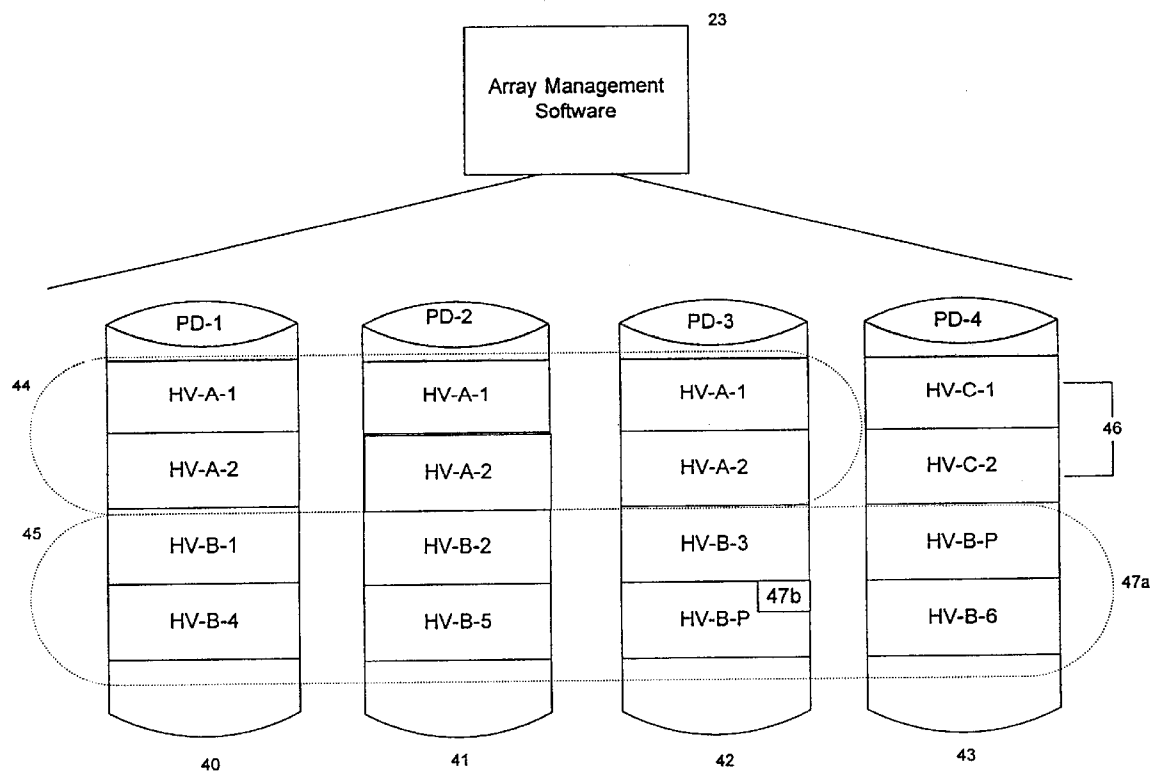 23
Array Management
Software
PD-1
PD-2
PD-3
PD-4
44
HV-A-1
HV-A-1
HV-A-1
HV-C-1
46
HV-A-2
HV-A-2
HV-A-2
HV-C-2
45
HV-B-1
HV-B-2
HV-B-3
HV-B-P
47a
47b
HV-B-4
HV-B-5
HV-B-P
HV-B-6
40
41
42
43